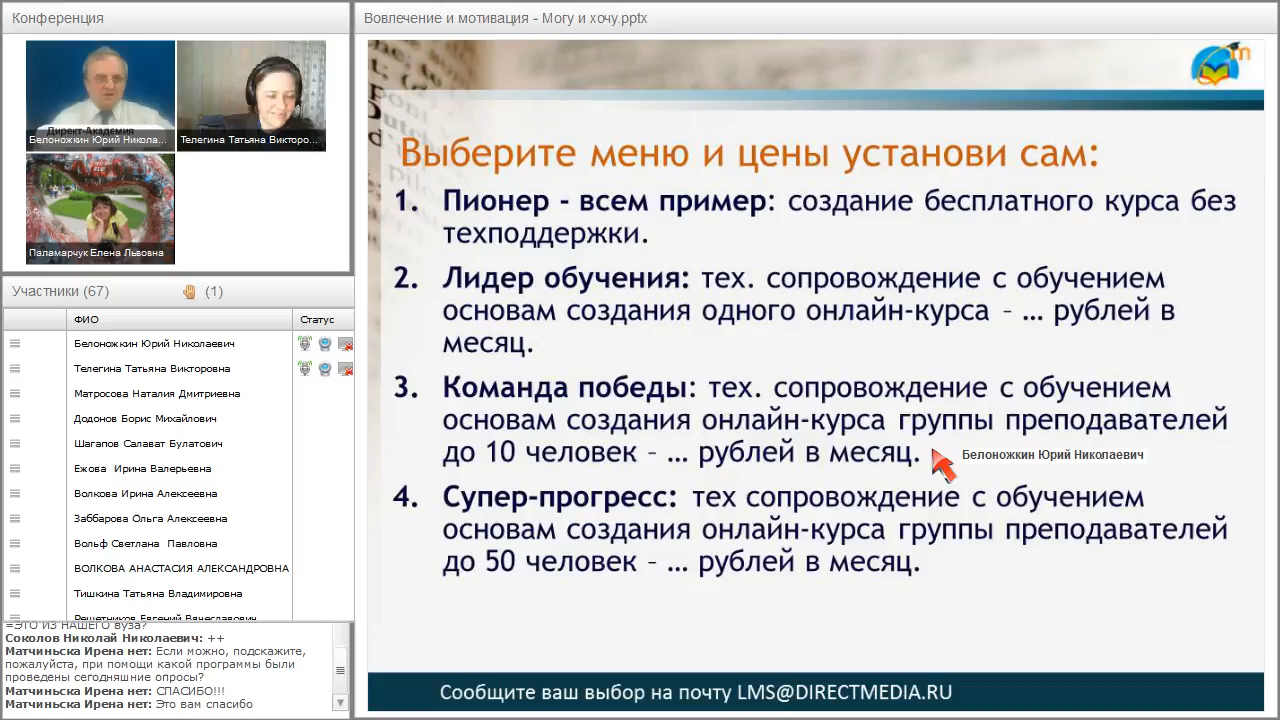 Конференция
Вовлечение и мотивация - Могу и хочу.pptx
Директ-Академия
Белоножкин Юрий Никола...
Телегина Татьяна Викторо...
Паламарчук Елена Львовна
Участники (67)
(1)
ФИО
Статус
Белоножкин Юрий Николаевич
Телегина Татьяна Викторовна
Матросова Наталия Дмитриевна
Додонов Борис Михайлович
Шагапов Салават Булатович
Екова Ирина Валерьевна
Волкова Ирина Алексеевна
Заббарова Ольга Алексеевна
Вольф Светлана Павловна
ВОЛКОВА АНАСТАСИЯ АЛЕКСАНДРОВНА
Тишкина Татьяна Владимировна
Решетников Евгений Вячеславович
=ЭТО ИЗ НАШЕГО вуза?
Соколов Николай Николаевич: ++
Матчиньска Ирена нет: Если можно, подскажите,
пожалуйста, при помощи какой программы были
проведены сегодняшние опросы?
Матчиньска Ирена нет: СПАСИБО!!!
Матчиньска Ирена нет: Это вам спасибо
Выберите меню и цены установи сам:
1. Пионер - всем пример: создание бесплатного курса без
техподдержки.
2. Лидер обучения: тех. сопровождение с обучением
основам создания одного онлайн-курса – … рублей в
месяц.
3. Команда победы: тех. сопровождение с обучением
основам создания онлайн-курса группы преподавателей
до 10 человек – … рублей в месяц.
Белоножкин Юрий Николаевич
4. Супер-прогресс: тех сопровождение с обучением
основам создания онлайн-курса группы преподавателей
до 50 человек – … рублей в месяц.
Сообщите ваш выбор на почту LMS@DIRECTMEDIA.RU